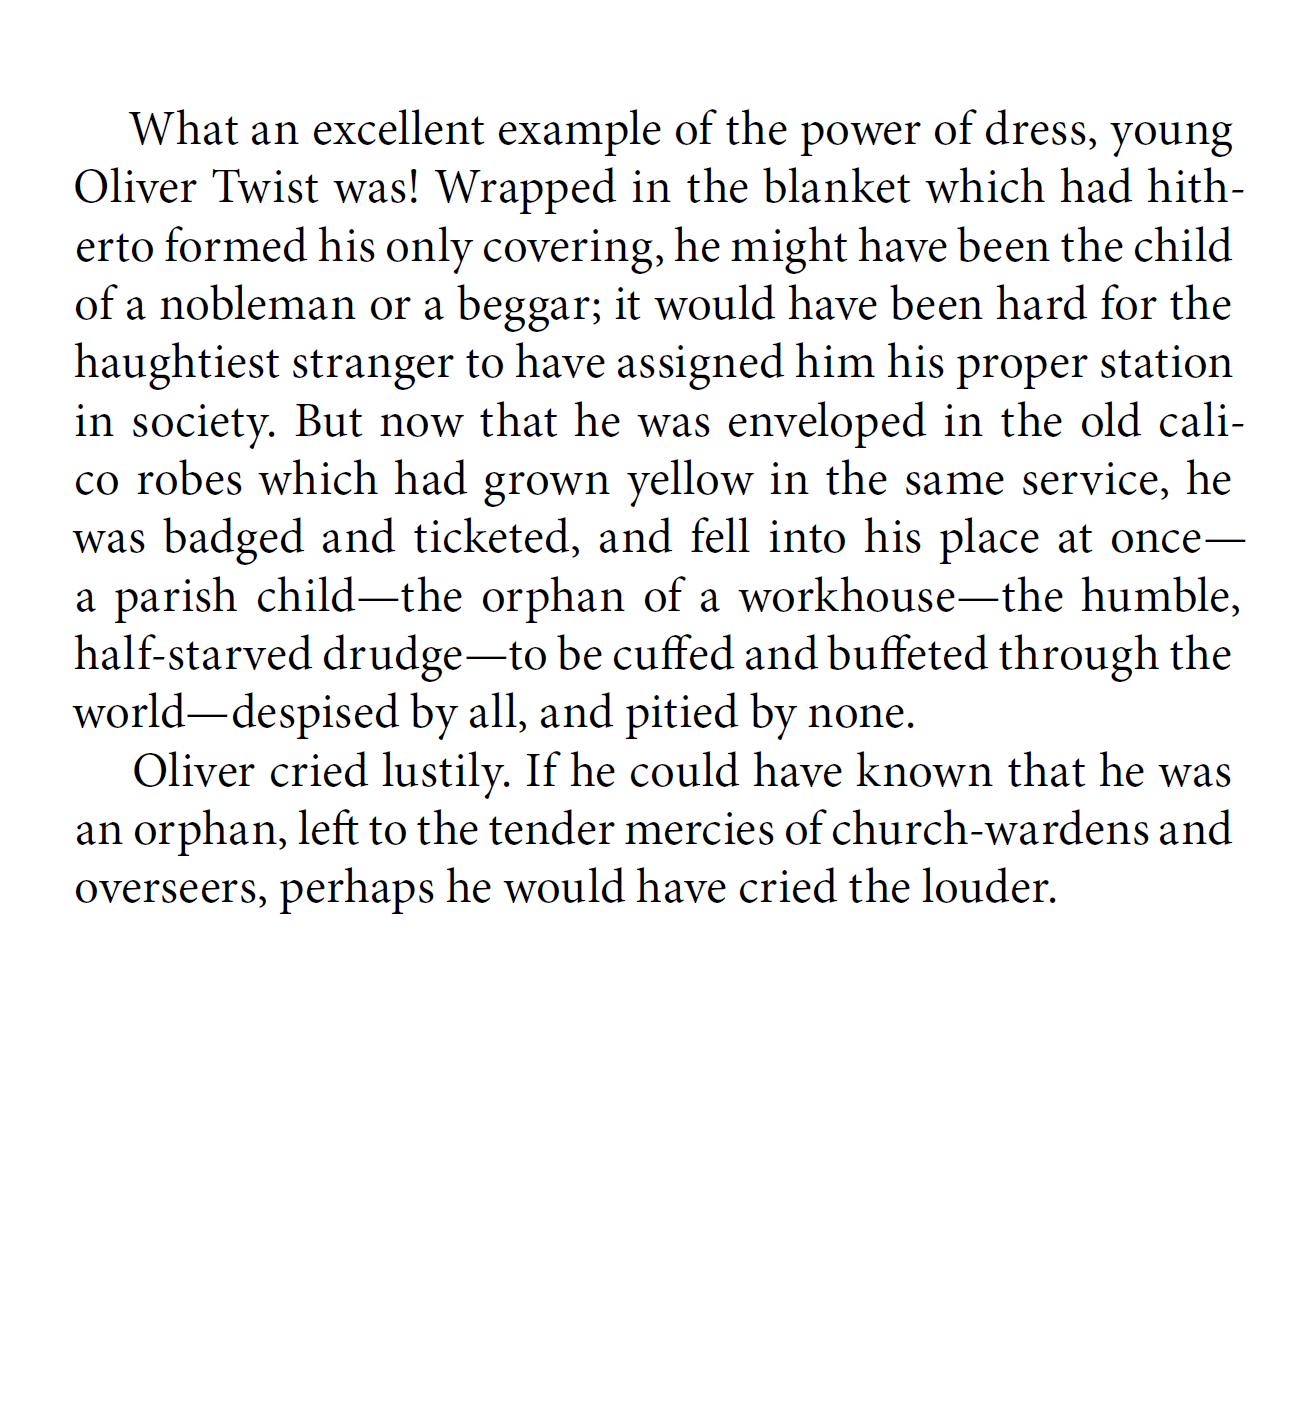 What an excellent example of the power of dress, young
Oliver Twist was! Wrapped in the blanket which had hith-
erto formed his only covering, he might have been the child
of a nobleman or a beggar; it would have been hard for the
haughtiest stranger to have assigned him his proper station
in society. But now that he was enveloped in the old cali-
co robes which had grown yellow in the same service, he
was badged and ticketed, and fell into his place at once—
a parish child—the orphan of a workhouse—the humble,
half-starved drudge—to be cuffed and buffeted through the
world—despised by all, and pitied by none.
Oliver cried lustily. If he could have known that he was
an orphan, left to the tender mercies of church-wardens and
overseers, perhaps he would have cried the louder.